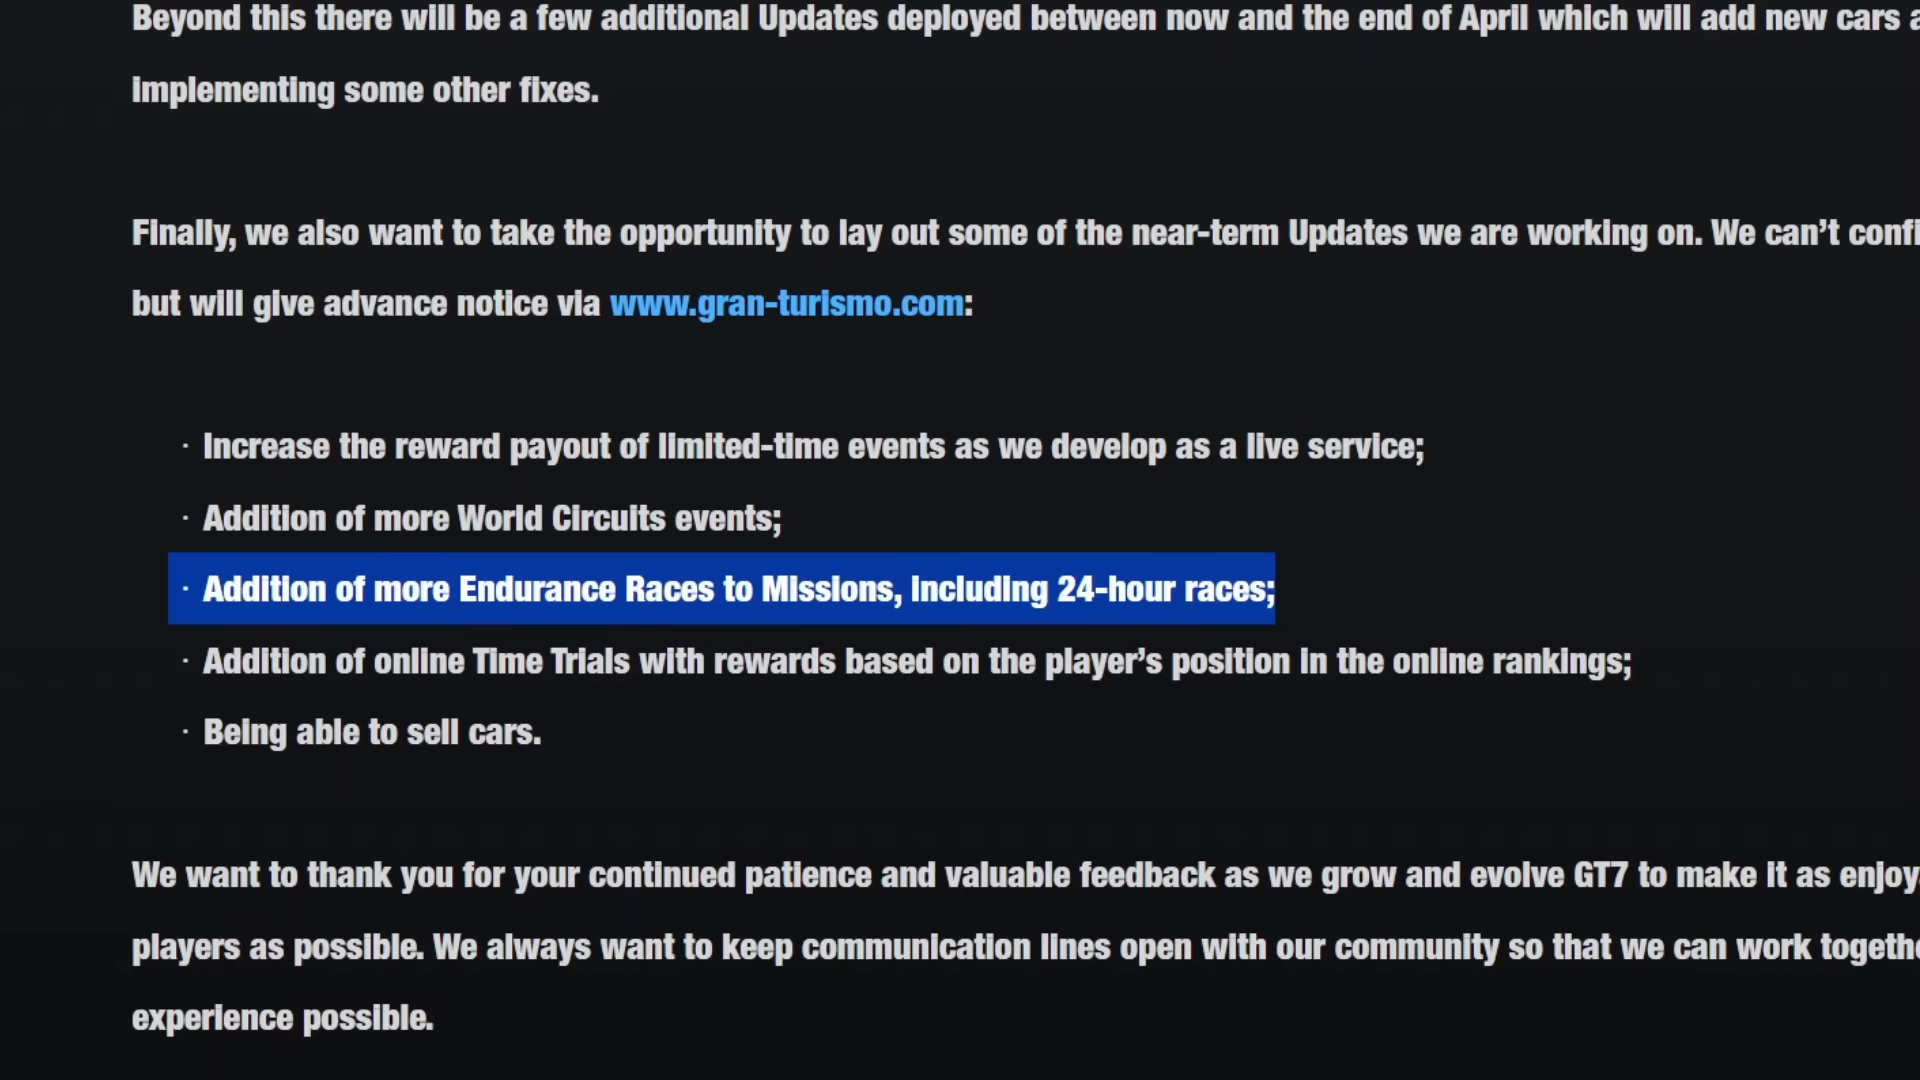 Beyond this there will be a few additional Updates deployed between now and the end of April which will add new cars
implementing some other fixes.
Finally, we also want to take the opportunity to lay out some of the near-term Updates we are working on. We can’t
but will give advance notice via www.gran-turismo.com:
· Increase the reward payout of limited-time events as we develop as a live service;
· Addition of more World Circuits events;
· Addition of more Endurance Races to Missions, including 24-hour races;
· Addition of online Time Trials with rewards based on the player’s position in the online rankings;
· Being able to sell cars.
We want to thank you for your continued patience and valuable feedback as we grow and evolve GT7 to make it as
players as possible. We always want to keep communication lines open with our community so that we can work
experience possible.